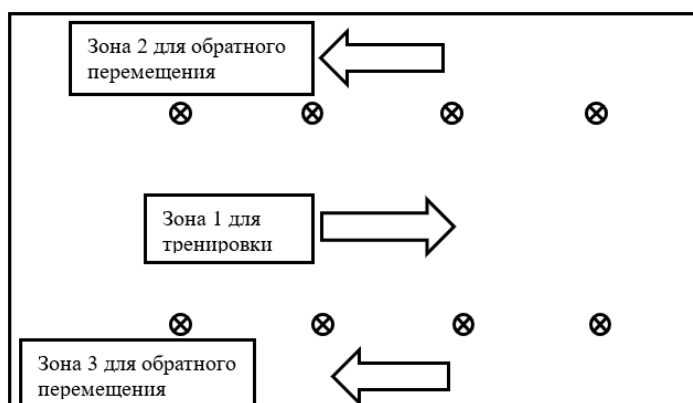 Зона 2 для обратного
перемещения
Зона 1 для
тренировки
Зона 3 для обратного
перемещения